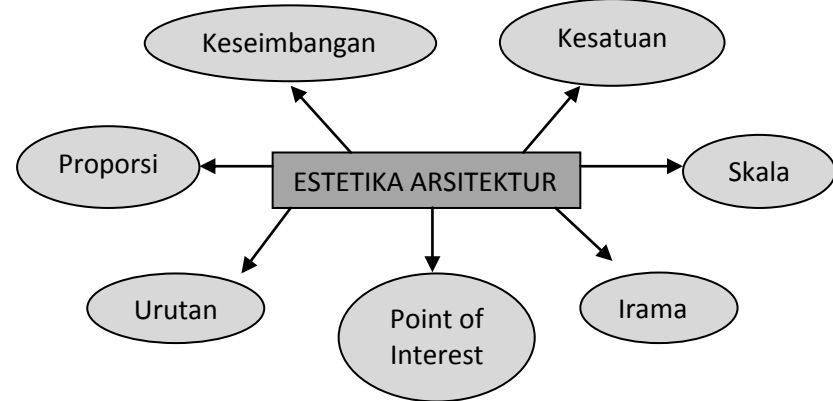 Keseimbangan
Kesatuan
Proporsi
ESTETIKA ARSITEKTUR
Skala
Urutan
Point of
Interest
Irama